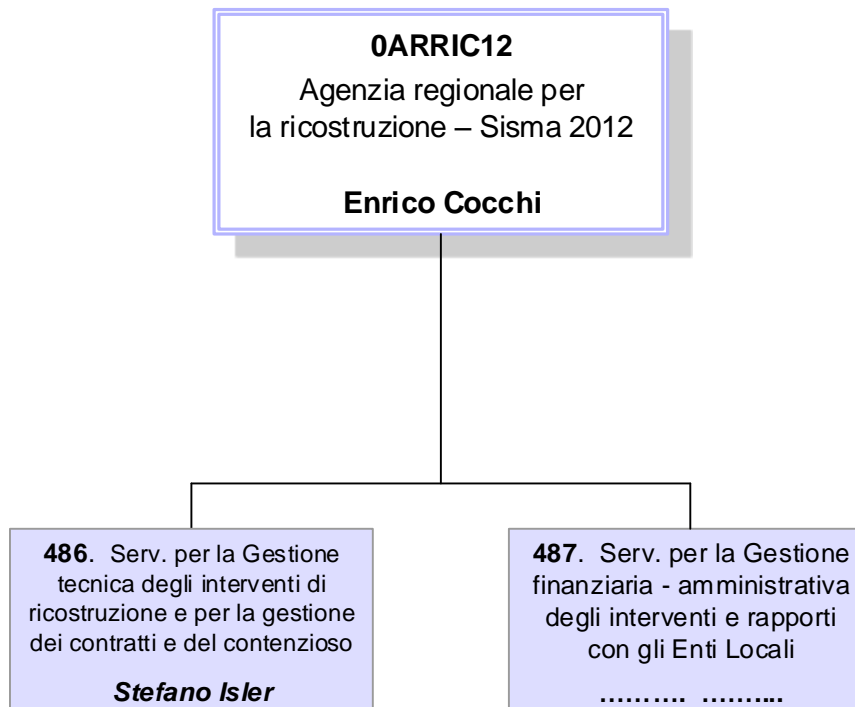 0ARRIC12
Agenzia regionale per
la ricostruzione – Sisma 2012
Enrico Cocchi
486. Serv. per la Gestione
tecnica degli interventi di
ricostruzione e per la gestione
dei contratti e del contenzioso
Stefano Isler
487. Serv. per la Gestione
finanziaria - amministrativa
degli interventi e rapporti
con gli Enti Locali
………. ……...